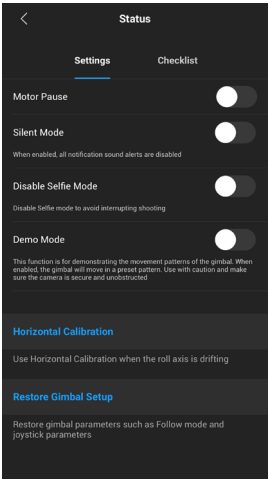 Status
Settings Checklist
Motor Pause
Silent Mode
When enabled, all notification sound alerts are disabled
Disable Selfie Mode
Disable Selfie mode to avoid interrupting shooting
Demo Mode
This function is for demonstrating the movement patterns of the gimbal. When
enabled, the gimbal will move in a preset pattern. Use with caution and make
sure the camera is secure and unobstructed
Horizontal Calibration
Use Horizontal Calibration when the roll axis is drifting
Restore Gimbal Setup
Restore gimbal parameters such as Follow mode and
joystick parameters